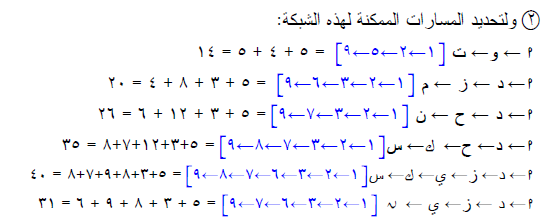 ② ولتحديد المسارات الممكنة لهذه الشبكة:
أ ← و ← ت [١←٢←٥←٩] = ٥ + ٤ + ٥ = ١٤
أ ← د ← ز ← م [١←٢←٣←٦←٩] = ٥ + ٣ + ٨ + ٤ = ٢٠
أ ← د ← ح ← ن [١←٢←٣←٧←٩] = ٥ + ٣ + ١٢ + ٦ = ٢٦
أ ← د ← ح ← ك ← س [١←٢←٣←٧←٨←٩] = ٥+٣+١٢+٧+٨ = ٣٥
أ ← د ← ز ← ي ← ك ← س [١←٢←٣←٦←٧←٨←٩] = ٥+٣+٨+٩+٧+٨ = ٤٠
أ ← د ← ز ← ي ← ن [١←٢←٣←٦←٧←٩] = ٥ + ٣ + ٨ + ٩ + ٦ = ٣١